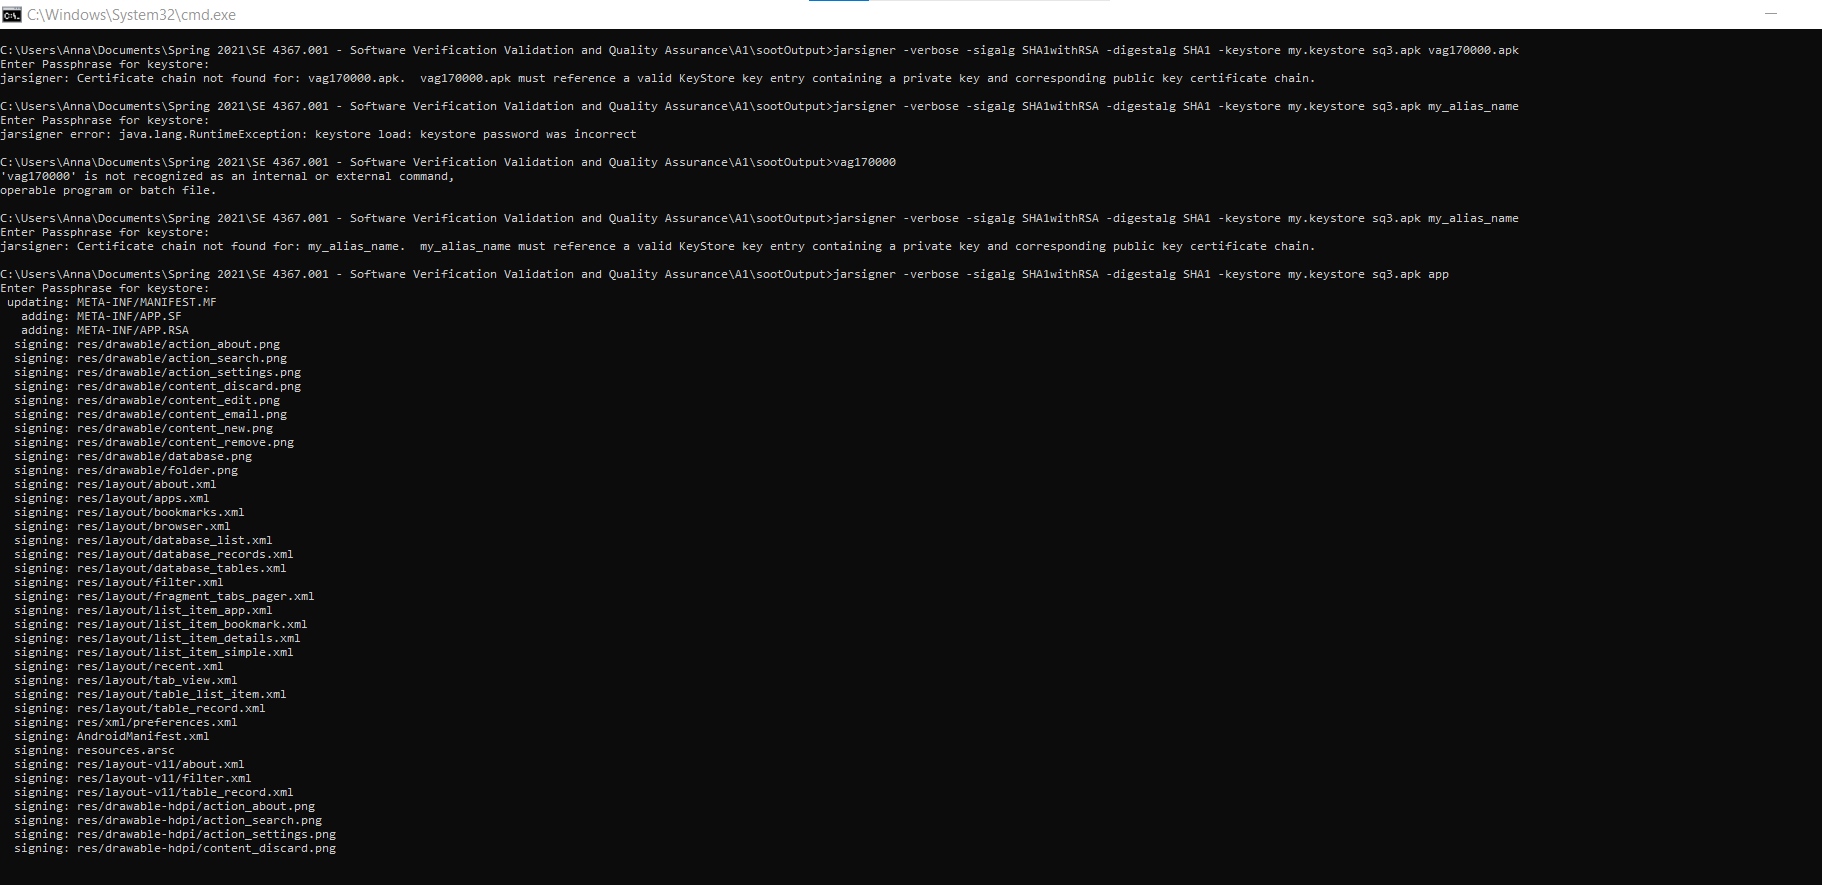 C:\Windows\System32\cmd.exe
C:\Users\Anna\Documents\Spring 2021\SE 4367.001 - Software Verification Validation and Quality Assurance\A1\sootOutput>jarsigner -verbose -sigalg SHA1withRSA -digestalg SHA1 -keystore my.keystore sq3.apk vag170000.apk
Enter Passphrase for keystore:
jarsigner: Certificate chain not found for: vag170000.apk.  vag170000.apk must reference a valid KeyStore key entry containing a private key and corresponding public key certificate chain.
C:\Users\Anna\Documents\Spring 2021\SE 4367.001 - Software Verification Validation and Quality Assurance\A1\sootOutput>jarsigner -verbose -sigalg SHA1withRSA -digestalg SHA1 -keystore my.keystore sq3.apk my_alias_name
Enter Passphrase for keystore:
jarsigner error: java.lang.RuntimeException: keystore load: keystore password was incorrect
C:\Users\Anna\Documents\Spring 2021\SE 4367.001 - Software Verification Validation and Quality Assurance\A1\sootOutput>vag170000
'vag170000' is not recognized as an internal or external command,
operable program or batch file.
C:\Users\Anna\Documents\Spring 2021\SE 4367.001 - Software Verification Validation and Quality Assurance\A1\sootOutput>jarsigner -verbose -sigalg SHA1withRSA -digestalg SHA1 -keystore my.keystore sq3.apk my_alias_name
Enter Passphrase for keystore:
jarsigner: Certificate chain not found for: my_alias_name.  my_alias_name must reference a valid KeyStore key entry containing a private key and corresponding public key certificate chain.
C:\Users\Anna\Documents\Spring 2021\SE 4367.001 - Software Verification Validation and Quality Assurance\A1\sootOutput>jarsigner -verbose -sigalg SHA1withRSA -digestalg SHA1 -keystore my.keystore sq3.apk app
Enter Passphrase for keystore:
 updating: META-INF/MANIFEST.MF
   adding: META-INF/APP.SF
   adding: META-INF/APP.RSA
  signing: res/drawable/action_about.png
  signing: res/drawable/action_search.png
  signing: res/drawable/action_settings.png
  signing: res/drawable/content_discard.png
  signing: res/drawable/content_edit.png
  signing: res/drawable/content_email.png
  signing: res/drawable/content_new.png
  signing: res/drawable/content_remove.png
  signing: res/drawable/database.png
  signing: res/drawable/folder.png
  signing: res/layout/about.xml
  signing: res/layout/apps.xml
  signing: res/layout/bookmarks.xml
  signing: res/layout/browser.xml
  signing: res/layout/database_list.xml
  signing: res/layout/database_records.xml
  signing: res/layout/database_tables.xml
  signing: res/layout/filter.xml
  signing: res/layout/fragment_tabs_pager.xml
  signing: res/layout/list_item_app.xml
  signing: res/layout/list_item_bookmark.xml
  signing: res/layout/list_item_details.xml
  signing: res/layout/list_item_simple.xml
  signing: res/layout/recent.xml
  signing: res/layout/tab_view.xml
  signing: res/layout/table_list_item.xml
  signing: res/layout/table_record.xml
  signing: res/xml/preferences.xml
  signing: AndroidManifest.xml
  signing: resources.arsc
  signing: res/layout-v11/about.xml
  signing: res/layout-v11/filter.xml
  signing: res/layout-v11/table_record.xml
  signing: res/drawable-hdpi/action_about.png
  signing: res/drawable-hdpi/action_search.png
  signing: res/drawable-hdpi/action_settings.png
  signing: res/drawable-hdpi/content_discard.png